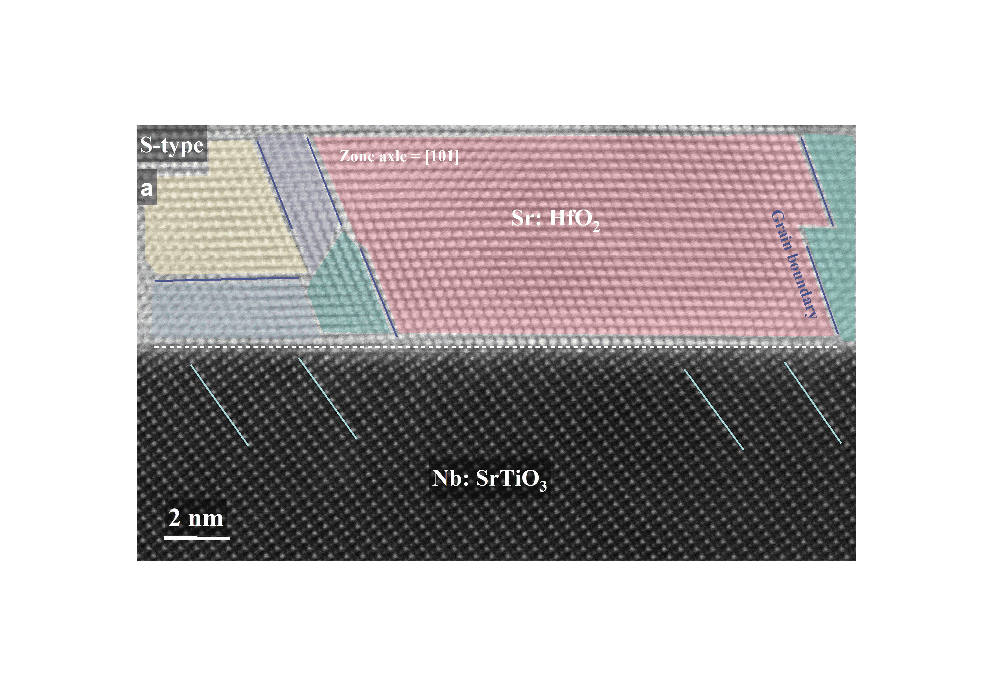 S-type
a
Zone axle = [101]
Sr: HfO₂
Grain boundary
Nb: SrTiO₃
2 nm